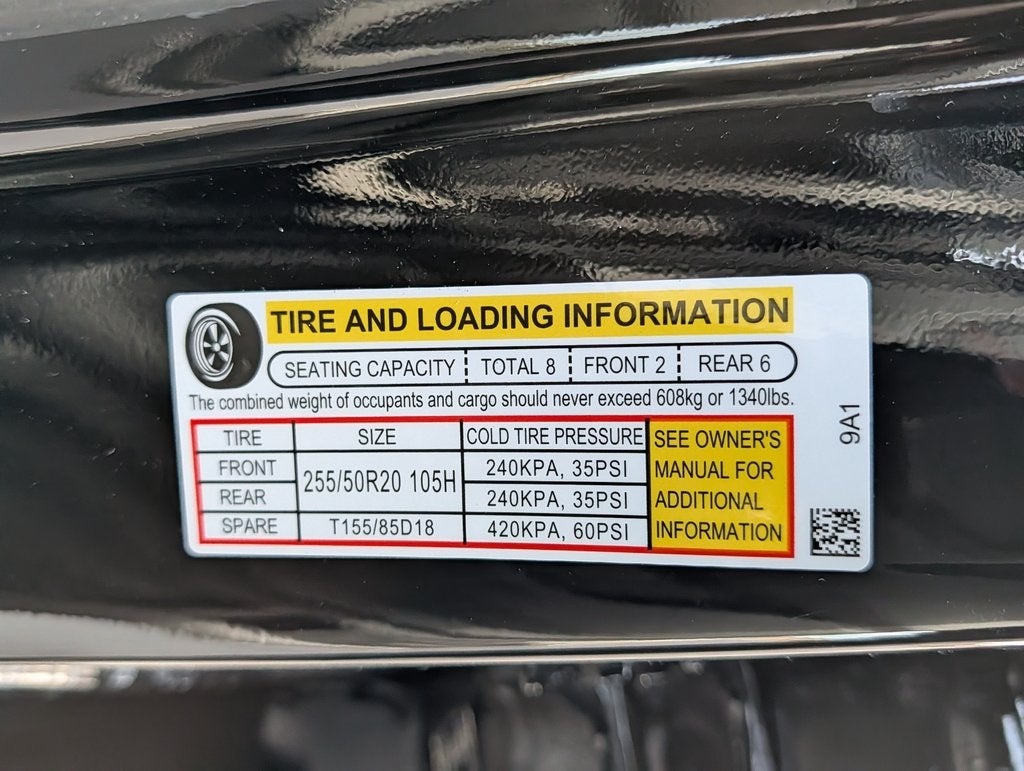 TIRE AND LOADING INFORMATION
SEATING CAPACITY TOTAL 8 FRONT 2 REAR 6
The combined weight of occupants and cargo should never exceed 608kg or 1340lbs.
TIRE SIZE COLD TIRE PRESSURE
FRONT 255/50R20 105H 240KPA, 35PSI
REAR 240KPA, 35PSI
SPARE T155/85D18 420KPA, 60PSI
SEE OWNER'S
MANUAL FOR
ADDITIONAL
INFORMATION
9A1